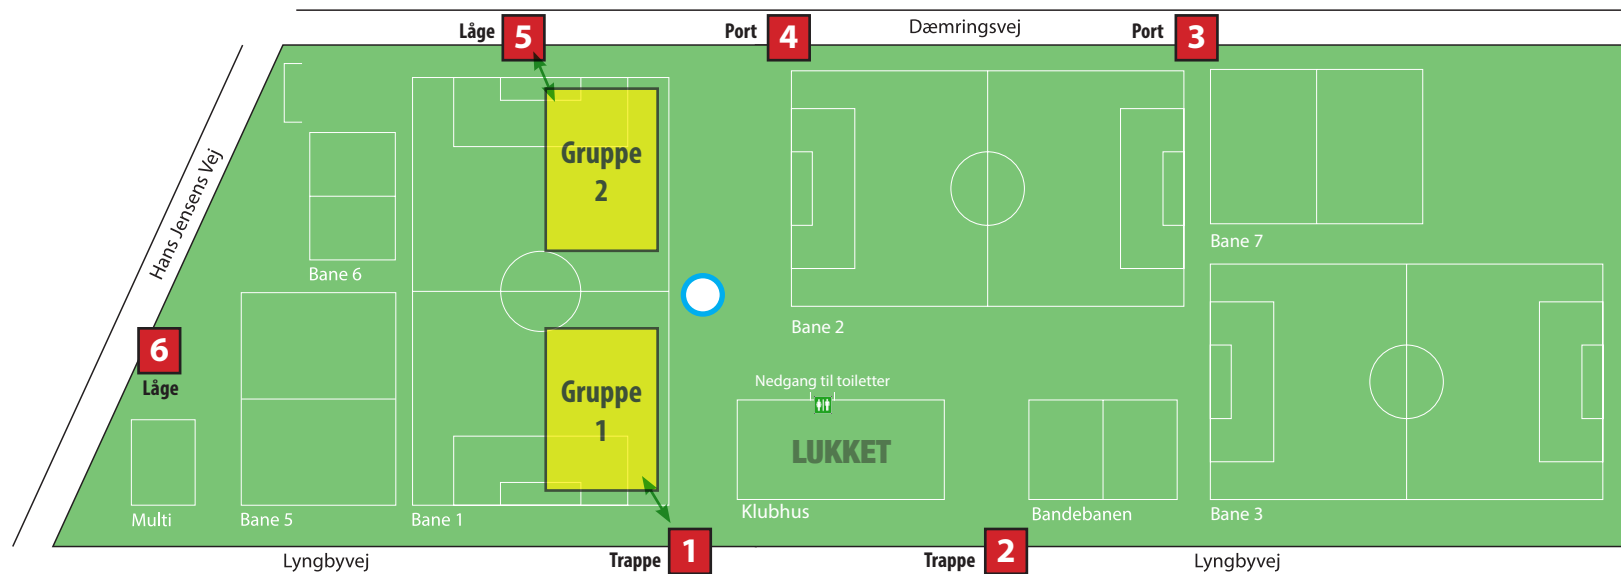 Dæmringsvej
Låge 5
Port 4
Port 3
Hans Jensens Vej
Gruppe
2
Bane 6
Bane 7
Bane 2
6
Låge
Nedgang til toiletter
Gruppe
1
LUKKET
Klubhus
Bandebanen
Bane 3
Multi
Bane 5
Bane 1
Lyngbyvej
Trappe 1
Trappe 2
Lyngbyvej